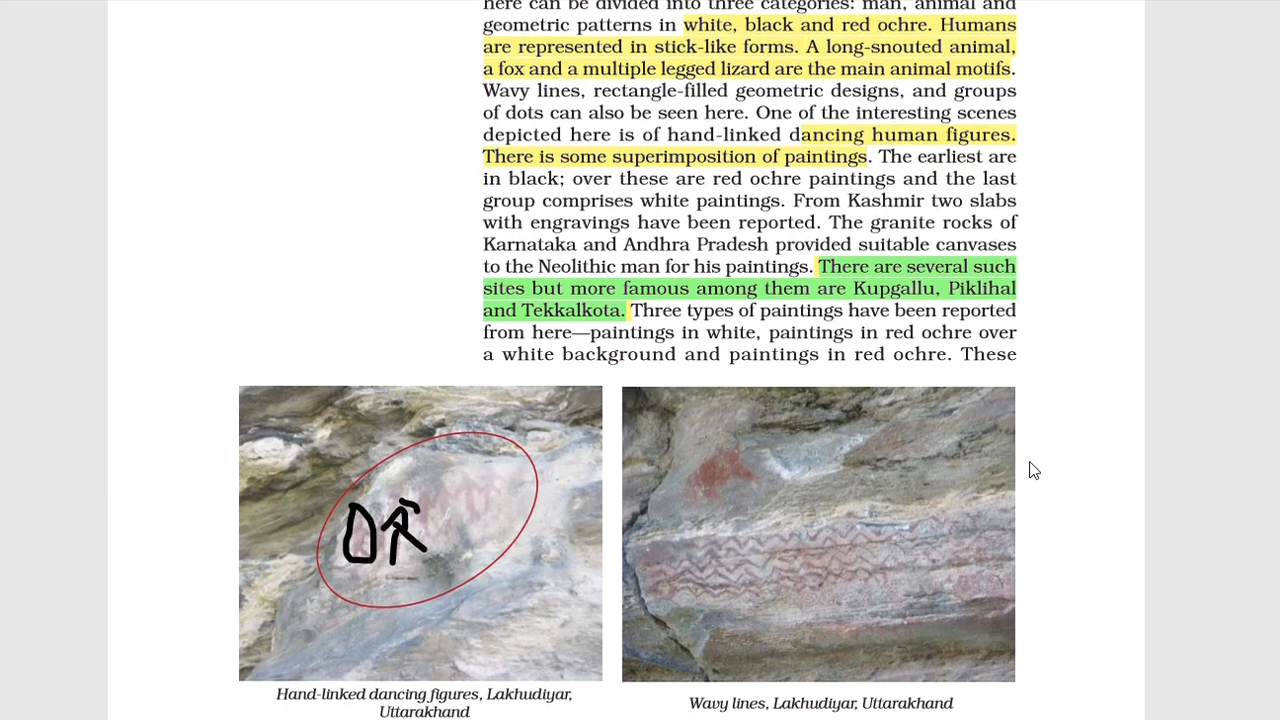 here can be divided into three categories: man, animal and
geometric patterns in white, black and red ochre. Humans
are represented in stick-like forms. A long-snouted animal,
a fox and a multiple legged lizard are the main animal motifs.
Wavy lines, rectangle-filled geometric designs, and groups
of dots can also be seen here. One of the interesting scenes
depicted here is of hand-linked dancing human figures.
There is some superimposition of paintings. The earliest are
in black; over these are red ochre paintings and the last
group comprises white paintings. From Kashmir two slabs
with engravings have been reported. The granite rocks of
Karnataka and Andhra Pradesh provided suitable canvases
to the Neolithic man for his paintings. There are several such
sites but more famous among them are Kupgallu, Piklihal
and Tekkalkota. Three types of paintings have been reported
from here—paintings in white, paintings in red ochre over
a white background and paintings in red ochre. These
Hand-linked dancing figures, Lakhudiyar,
Uttarakhand
Wavy lines, Lakhudiyar, Uttarakhand